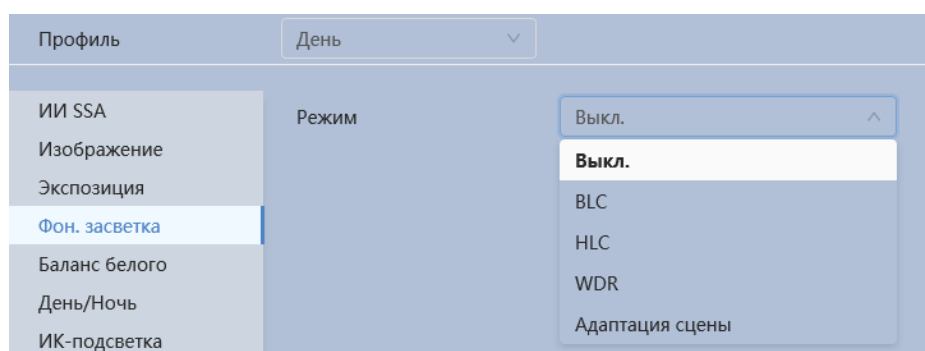 Профиль
День
ИИ SSA
Изображение
Экспозиция
Фон. засветка
Баланс белого
День/Ночь
ИК-подсветка
Режим
Выкл.
Выкл.
BLC
HLC
WDR
Адаптация сцены